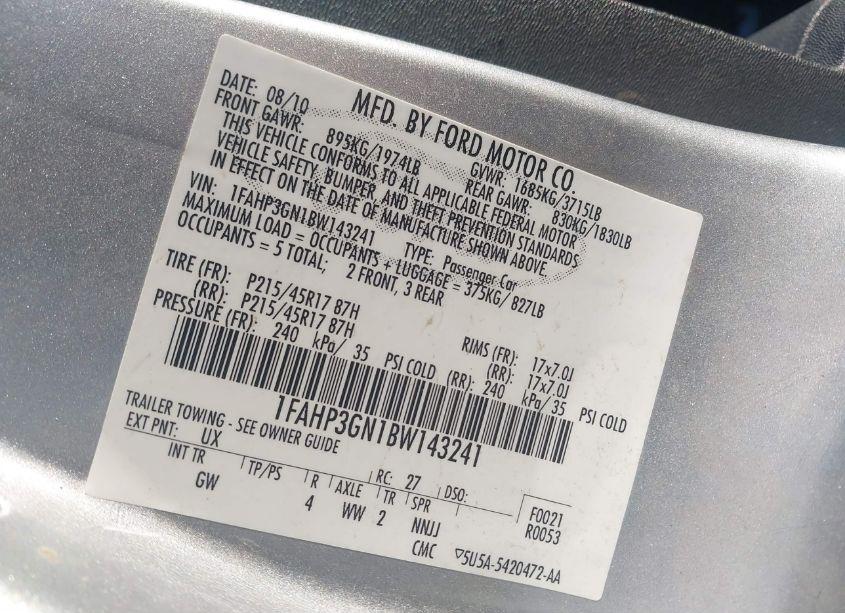 MFD. BY FORD MOTOR CO.
DATE: 08/10 GVWR: 1685KG/3715LB
FRONT GAWR: 895KG/1974LB REAR GAWR: 830KG/1830LB
THIS VEHICLE CONFORMS TO ALL APPLICABLE FEDERAL MOTOR
VEHICLE SAFETY, BUMPER, AND THEFT PREVENTION STANDARDS
IN EFFECT ON THE DATE OF MANUFACTURE SHOWN ABOVE.
VIN: 1FAHP3GN1BW143241 TYPE: Passenger Car
MAXIMUM LOAD = OCCUPANTS + LUGGAGE = 375KG/ 827LB
OCCUPANTS = 5 TOTAL; 2 FRONT, 3 REAR
TIRE (FR): P215/45R17 87H RIMS (FR): 17x7.0J
(RR): P215/45R17 87H (RR): 17x7.0J
PRESSURE (FR): 240 kPa/ 35 PSI COLD (RR): 240 kPa/ 35 PSI COLD
1FAHP3GN1BW143241
TRAILER TOWING - SEE OWNER GUIDE
EXT PNT: UX RC: 27 DSO: F0021
INT TR TP/PS R AXLE TR SPR R0053
GW 4 WW 2 NNJJ
CMC ▽5U5A-5420472-AA